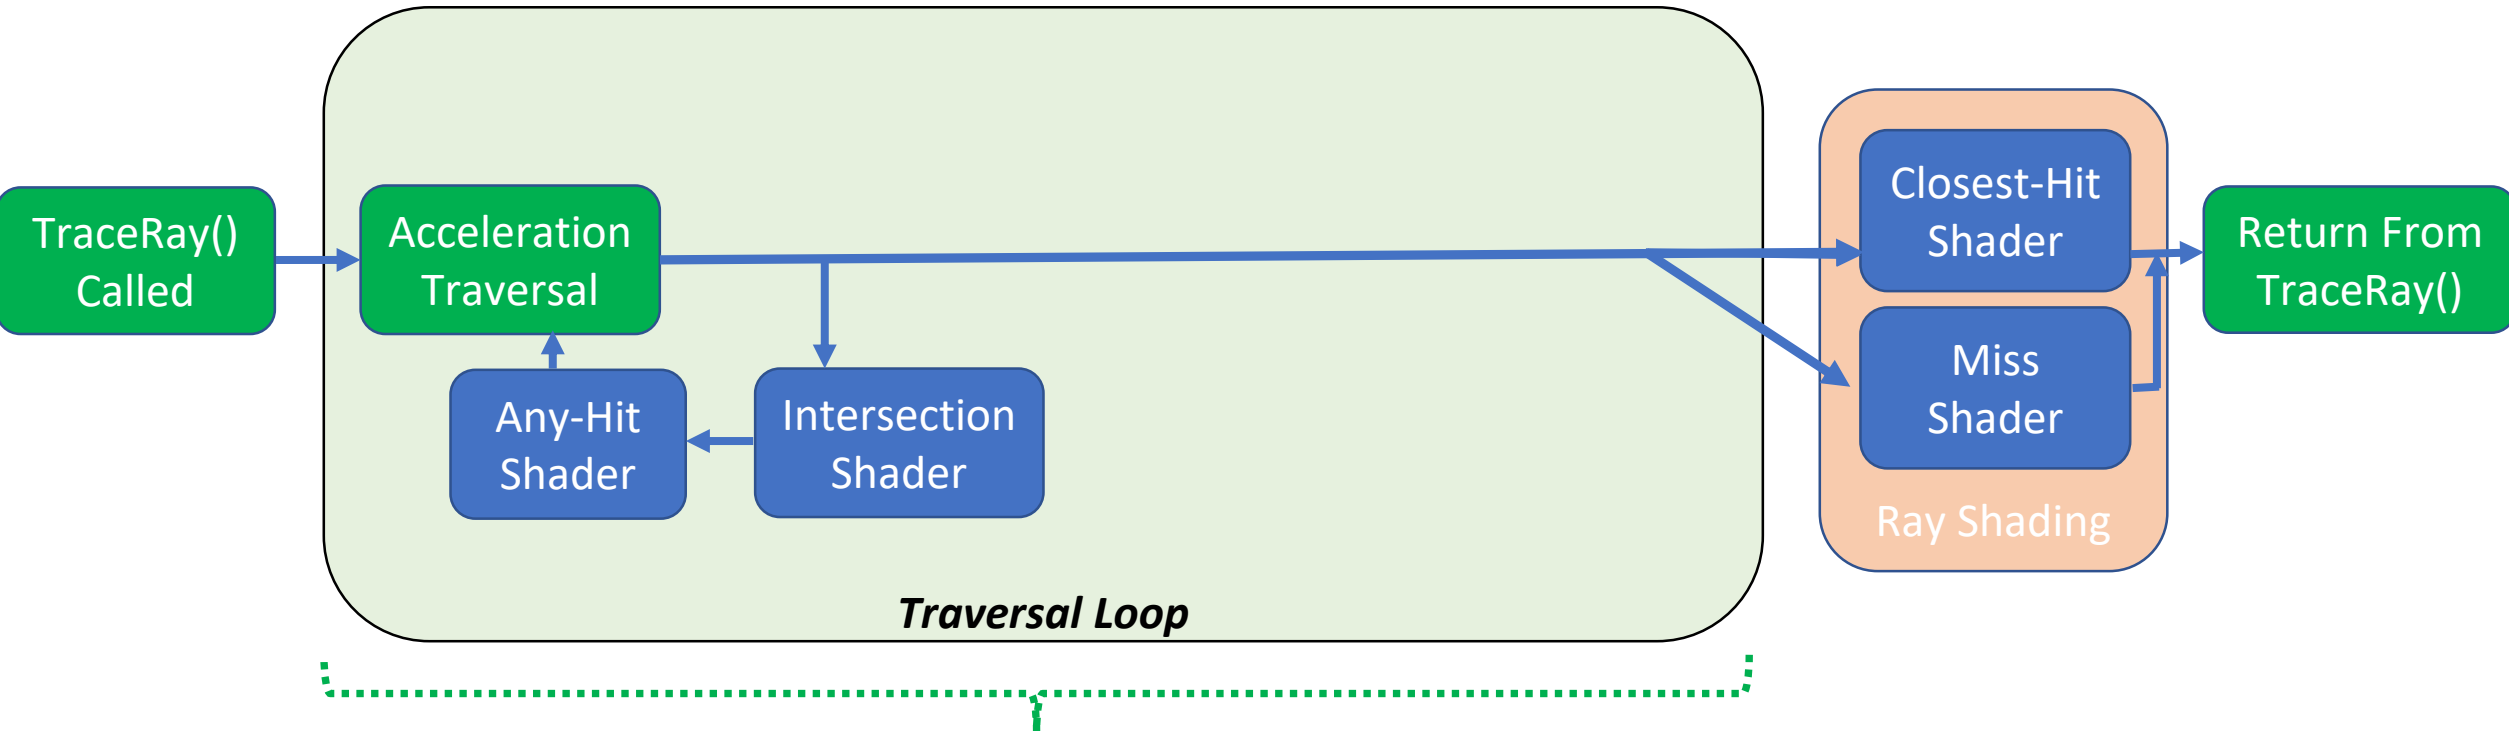 TraceRay()
Called
Acceleration
Traversal
Any-Hit
Shader
Intersection
Shader
Traversal Loop
Closest-Hit
Shader
Miss
Shader
Ray Shading
Return From
TraceRay()